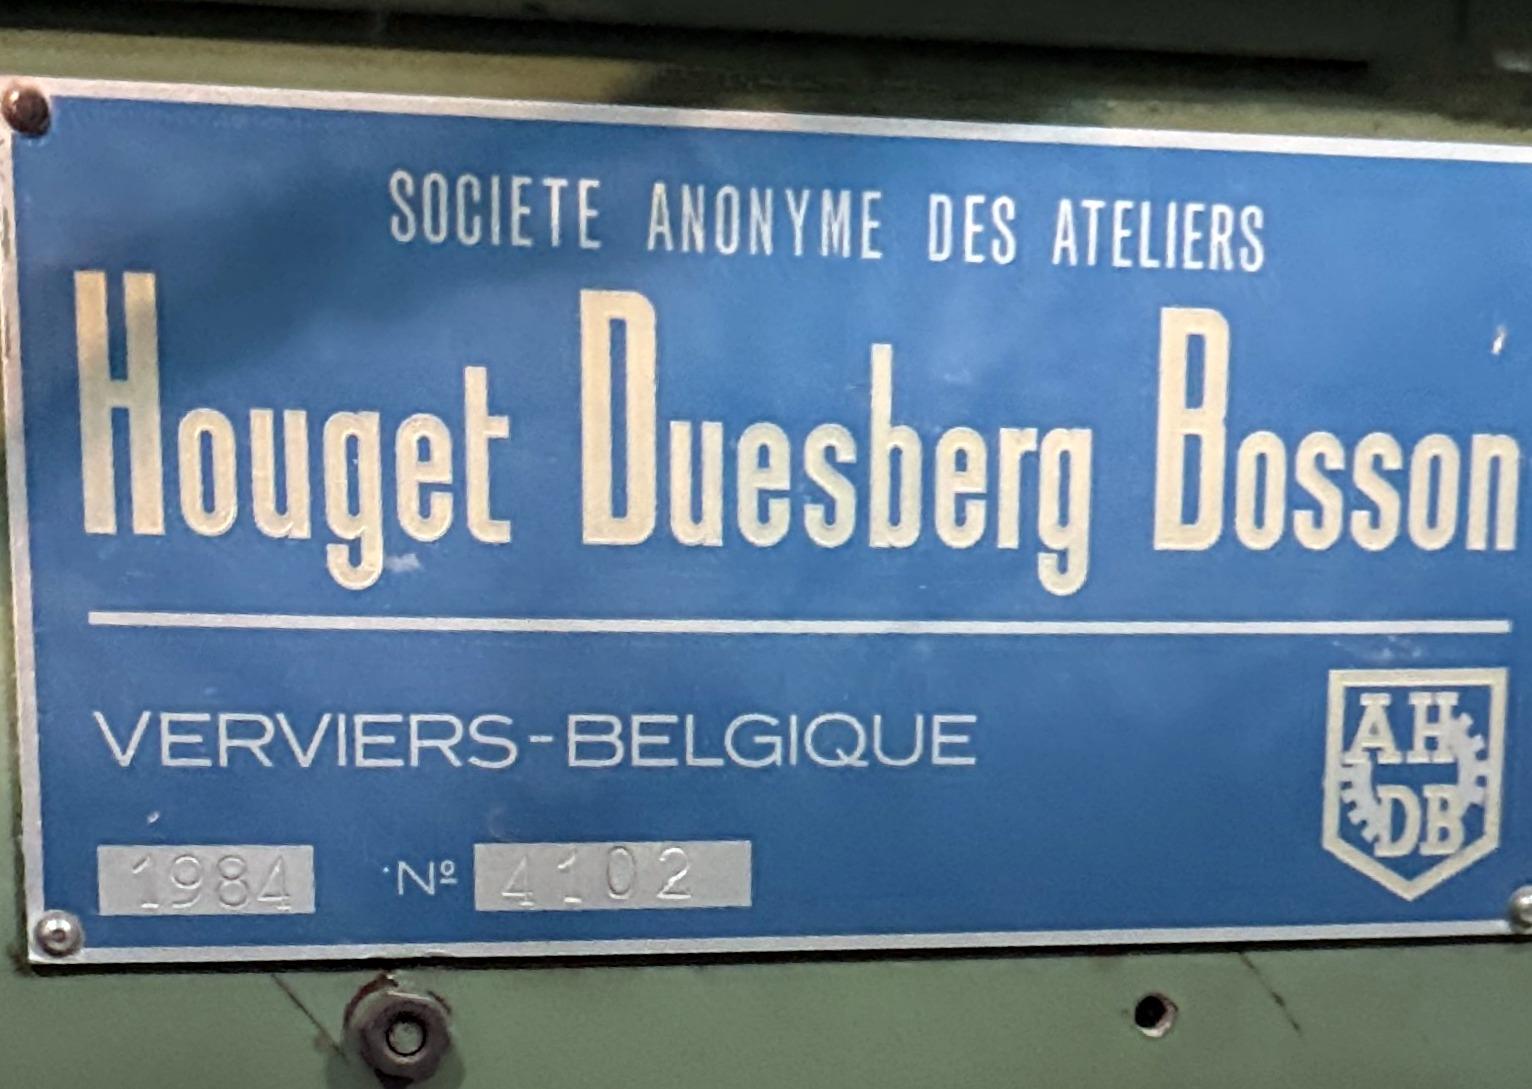 SOCIETE ANONYME DES ATELIERS
Houget Duesberg Bosson
VERVIERS-BELGIQUE
AH
DB
1984 Nº 4102